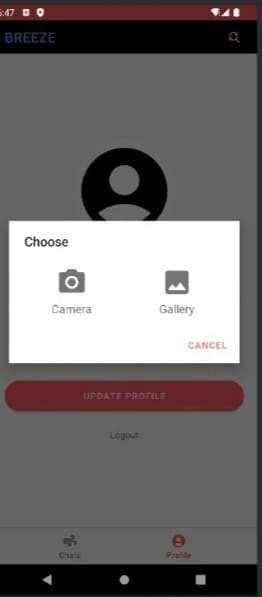 5:47
BREEZE
Choose
Camera Gallery
CANCEL
UPDATE PROFILE
Logout
Chats Profile